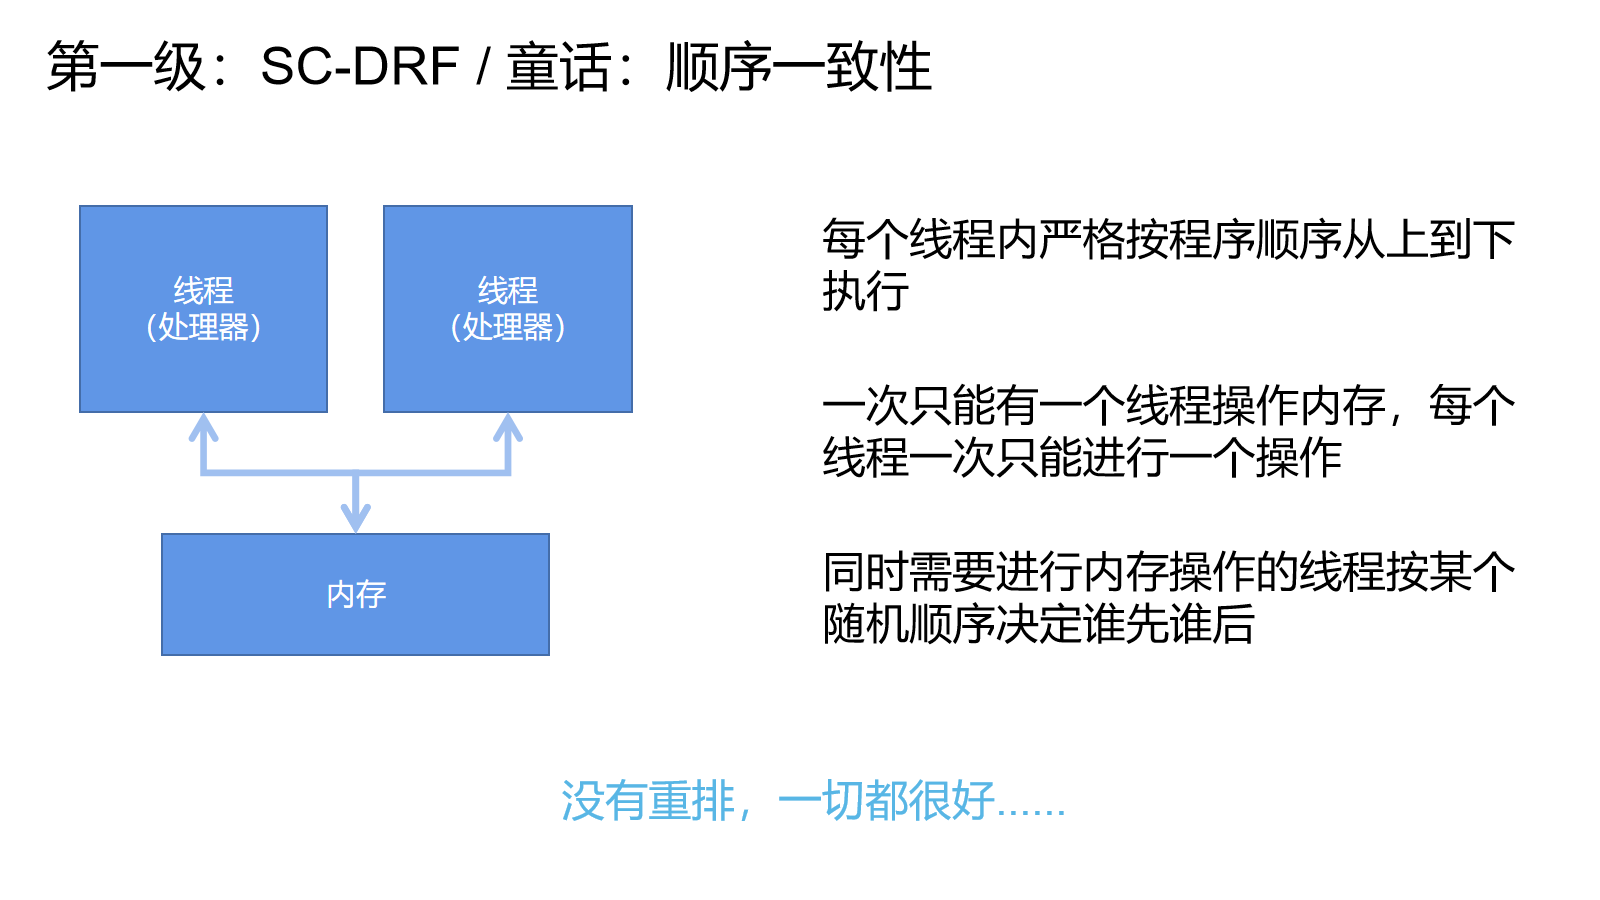 第一级：SC-DRF / 童话：顺序一致性
线程
（处理器）
线程
（处理器）
内存
每个线程内严格按程序顺序从上到下
执行
一次只能有一个线程操作内存，每个
线程一次只能进行一个操作
同时需要进行内存操作的线程按某个
随机顺序决定谁先谁后
没有重排，一切都很好......